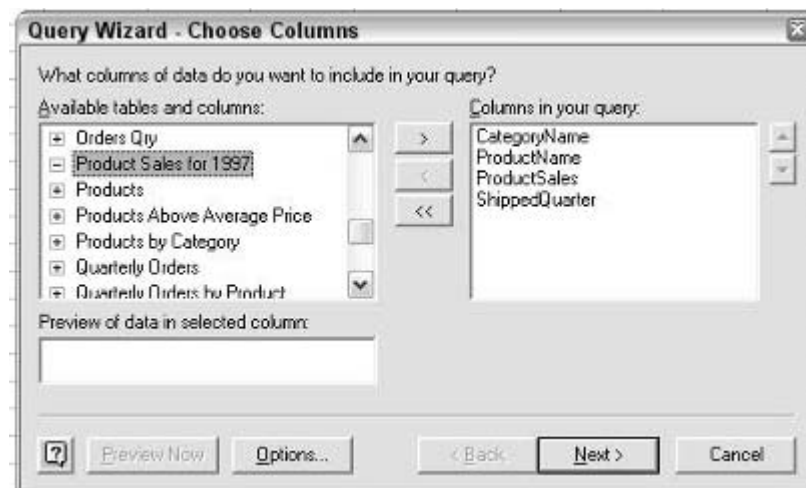 Query Wizard - Choose Columns
What columns of data do you want to include in your query?
Available tables and columns:
Columns in your query:
Orders Qry
Product Sales for 1997
Products
Products Above Average Price
Products by Category
Quarterly Orders
Quarterly Orders by Product
>
<
<<
CategoryName
ProductName
ProductSales
ShippedQuarter
Preview of data in selected column:
?
Preview Now
Options...
< Back
Next >
Cancel